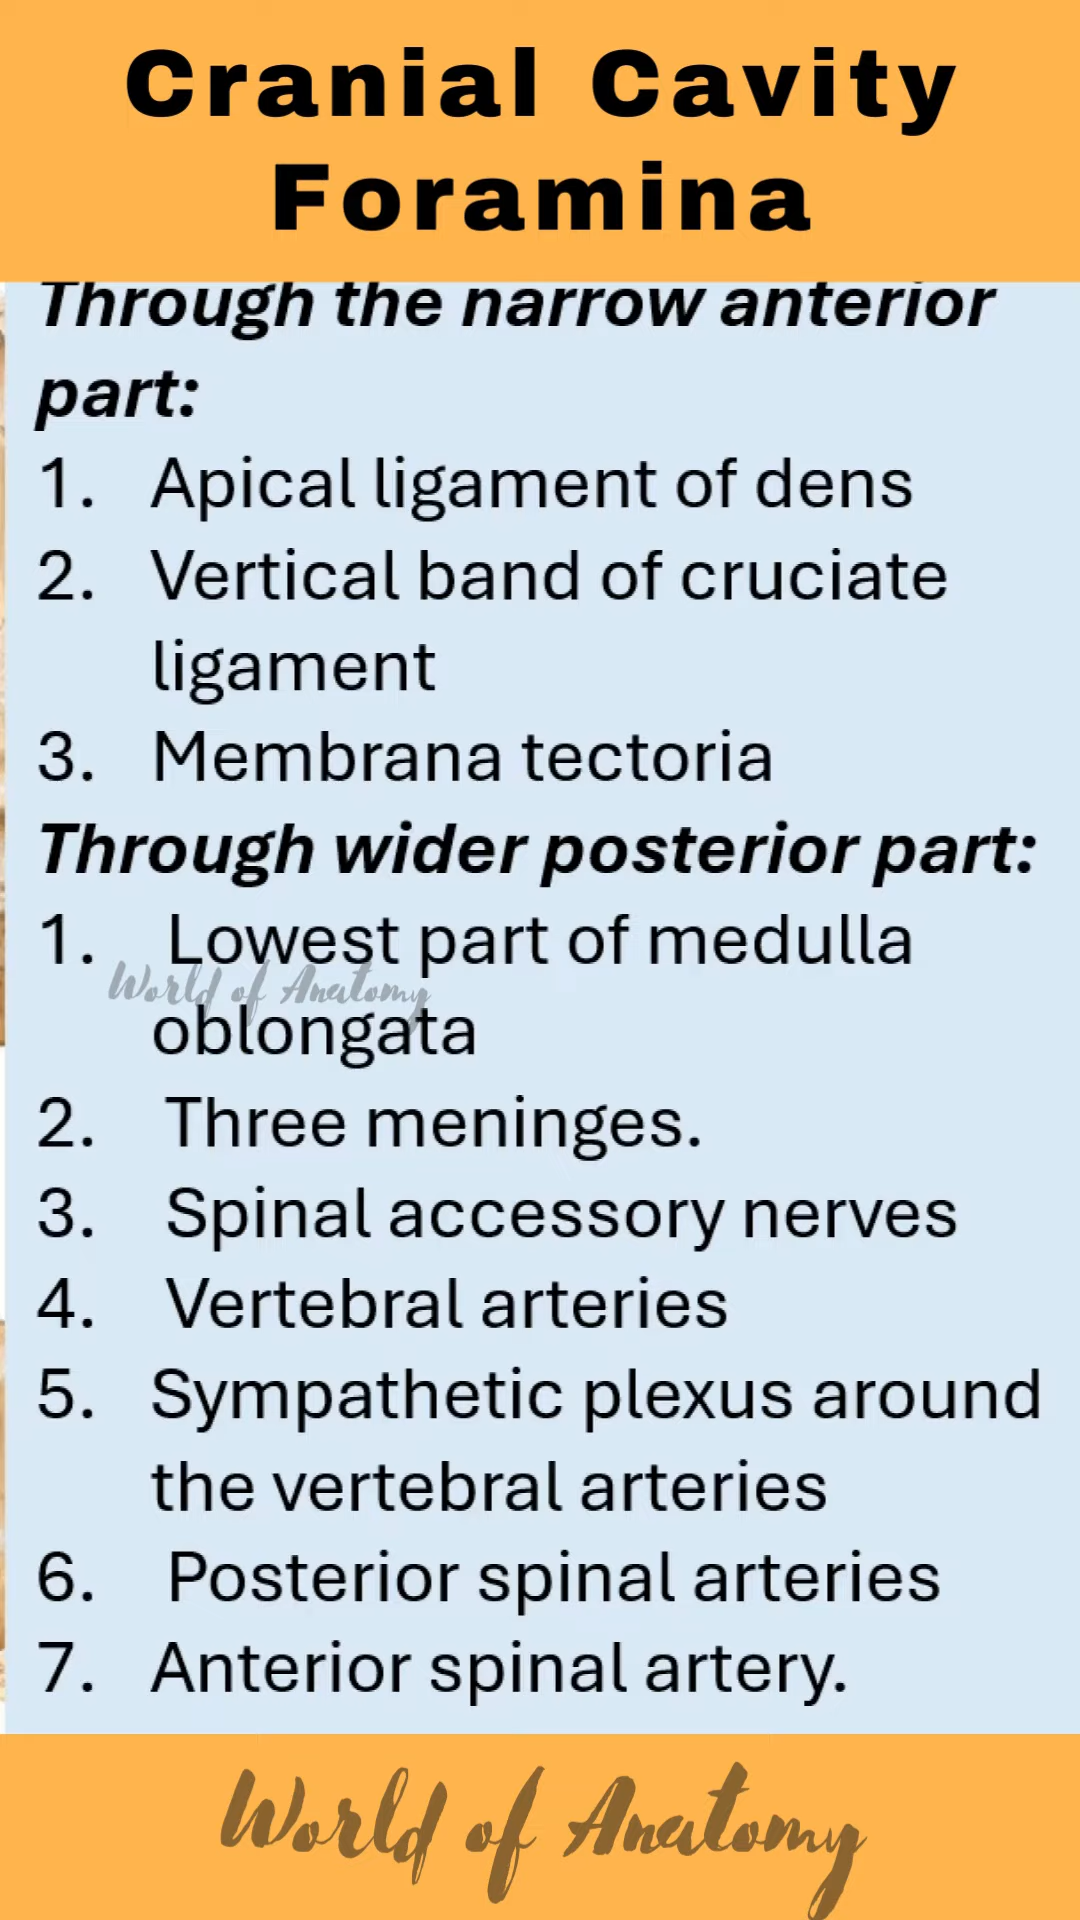 Cranial Cavity
Foramina
Through the narrow anterior
part:
1. Apical ligament of dens
2. Vertical band of cruciate
ligament
3. Membrana tectoria
Through wider posterior part:
1. Lowest part of medulla
World of Anatomy
oblongata
2. Three meninges.
3. Spinal accessory nerves
4. Vertebral arteries
5. Sympathetic plexus around
the vertebral arteries
6. Posterior spinal arteries
7. Anterior spinal artery.
World of Anatomy